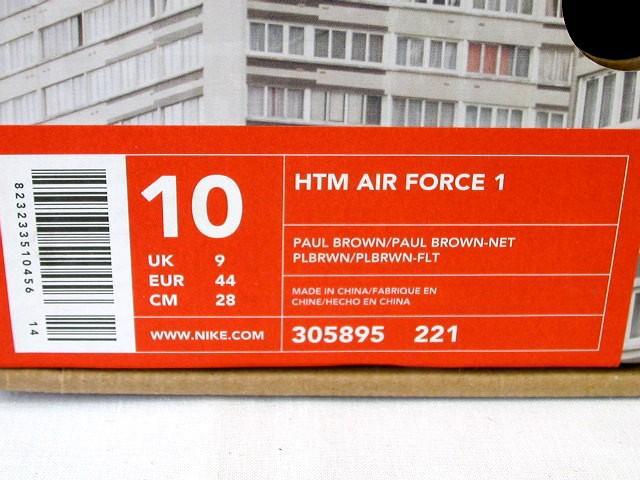 823233510456 14
10
UK 9
EUR 44
CM 28
WWW.NIKE.COM
HTM AIR FORCE 1
PAUL BROWN/PAUL BROWN-NET
PLBRWN/PLBRWN-FLT
MADE IN CHINA/FABRIQUE EN
CHINE/HECHO EN CHINA
305895 221